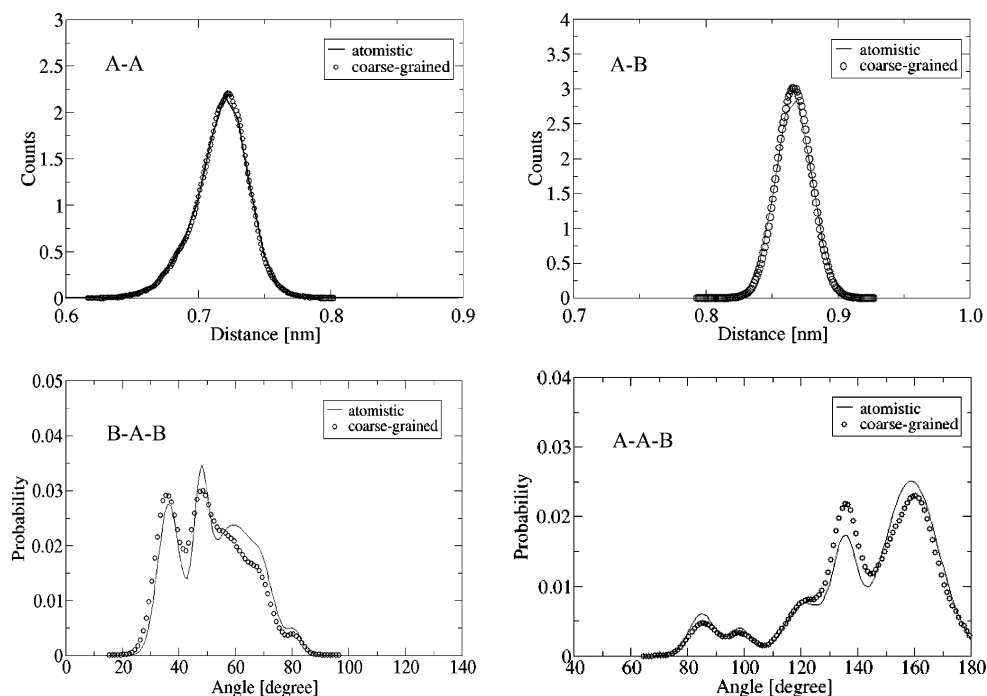 3
2.5
2
1.5
1
0.5
0
Counts
A-A
atomistic
coarse-grained
0.6 0.7 0.8 0.9
Distance [nm]
4
3.5
3
2.5
2
1.5
1
0.5
0
Counts
A-B
atomistic
coarse-grained
0.7 0.8 0.9 1.0
Distance [nm]
0.05
0.04
0.03
0.02
0.01
0
Probability
B-A-B
atomistic
coarse-grained
0 20 40 60 80 100 120 140
Angle [degree]
0.04
0.03
0.02
0.01
0.00
Probability
A-A-B
atomistic
coarse-grained
40 60 80 100 120 140 160 180
Angle [degree]